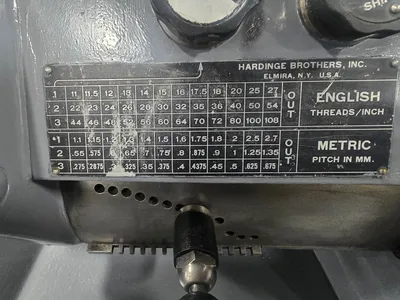 SHI
HARDINGE BROTHERS, INC.
ELMIRA, N.Y. U.S.A.
1 11 11.5 12 13 14 15 16 17.5 18 20 25 27 OUT ENGLISH
2 22 23 24 26 28 30 32 35 36 40 50 54 THREADS/INCH
3 44 46 48 52 56 60 64 70 72 80 100 108
*1 1.1 1.15 1.3 1.4 1.5 1.6 1.75 1.8 2 2.5 2.7 OUT METRIC
2 .55 .575 .65 .7 .75 .8 .875 .9 1 1.25 1.35 PITCH IN MM.
3 .275 .2875 .325 .35 .375 .4 .4375 .45 .5 .625 .675